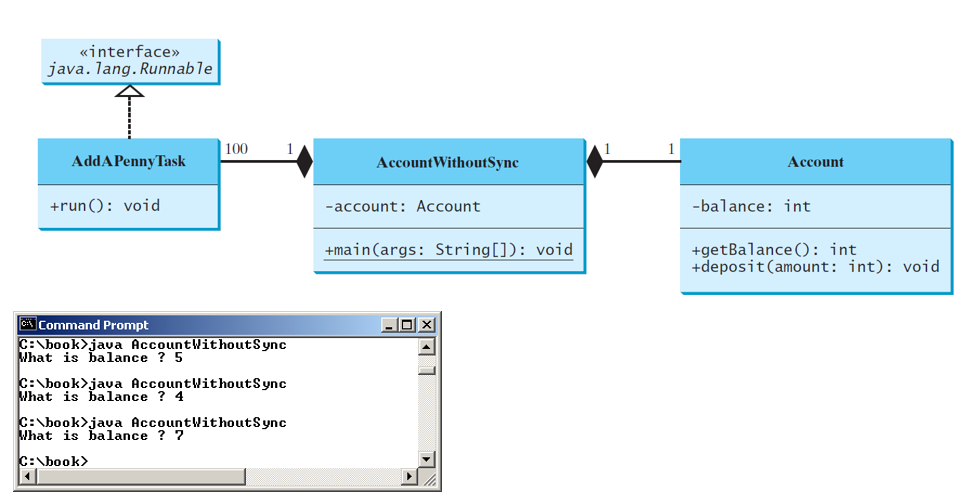 «interface»
java.lang.Runnable
100
1
1
1
AddAPennyTask
AccountWithoutSync
Account
+run(): void
-account: Account
-balance: int
+main(args: String[]): void
+getBalance(): int
+deposit(amount: int): void
C:\ Command Prompt
C:\book>java AccountWithoutSync
What is balance ? 5
C:\book>java AccountWithoutSync
What is balance ? 4
C:\book>java AccountWithoutSync
What is balance ? 7
C:\book>